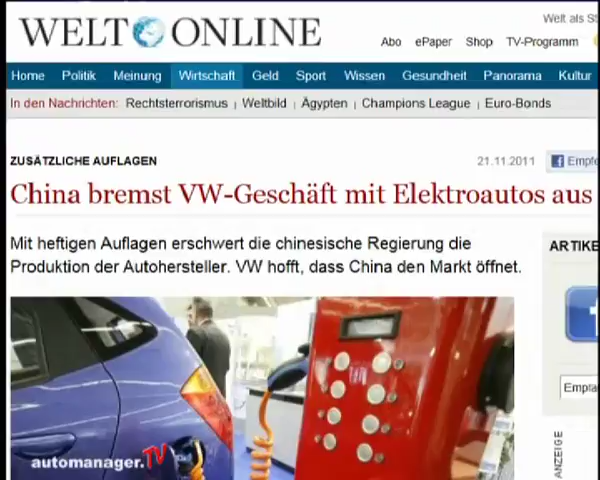 WELT ONLINE
Welt als
Abo ePaper Shop TV-Programm
Home Politik Meinung Wirtschaft Geld Sport Wissen Gesundheit Panorama Kultur
In den Nachrichten: Rechtsterrorismus | Weltbild | Ägypten | Champions League | Euro-Bonds
ZUSÄTZLICHE AUFLAGEN
21.11.2011
Empfe
China bremst VW-Geschäft mit Elektroautos aus
Mit heftigen Auflagen erschwert die chinesische Regierung die
Produktion der Autohersteller. VW hofft, dass China den Markt öffnet.
ARTIKE
Empfa
ANZEIGE
automanager.TV